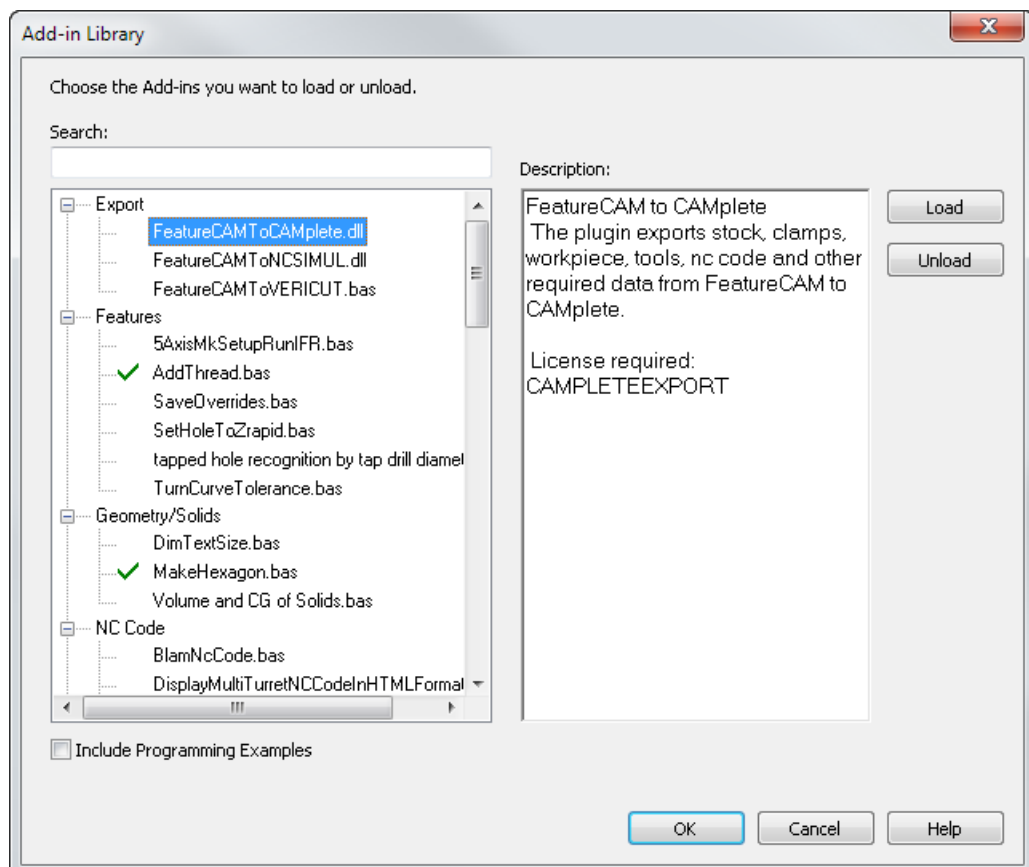 Add-in Library
Choose the Add-ins you want to load or unload.
Search:
Export
FeatureCAMToCAMplete.dll
FeatureCAMToNCSIMUL.dll
FeatureCAMToVERICUT.bas
Features
5AxisMkSetupRunIFR.bas
AddThread.bas
SaveOverrides.bas
SetHoleToZrapid.bas
tapped hole recognition by tap drill diamet
TurnCurveTolerance.bas
Geometry/Solids
DimTextSize.bas
MakeHexagon.bas
Volume and CG of Solids.bas
NC Code
BlamNcCode.bas
DisplayMultiTurretNCCodeInHTMLFormat
Include Programming Examples
Description:
FeatureCAM to CAMplete
The plugin exports stock, clamps,
workpiece, tools, nc code and other
required data from FeatureCAM to
CAMplete.
License required:
CAMPLETEEXPORT
Load
Unload
OK
Cancel
Help